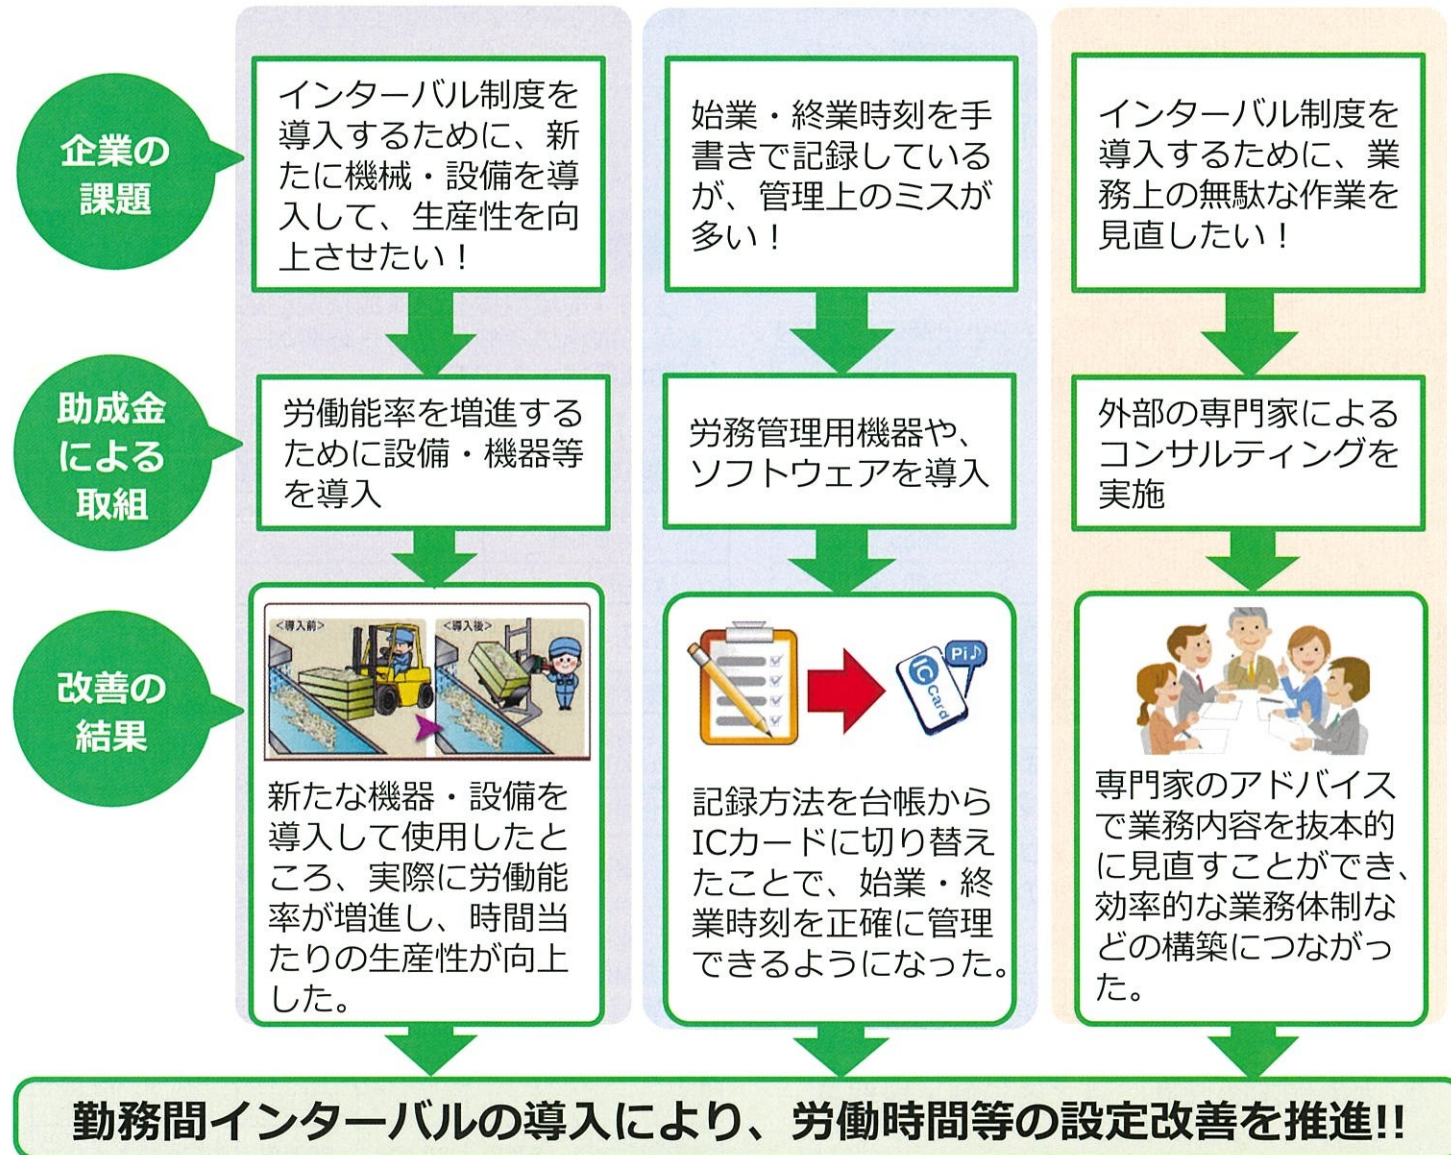 企業の
課題
インターバル制度を
導入するために、新
たに機械・設備を導
入して、生産性を向
上させたい！
始業・終業時刻を手
書きで記録している
が、管理上のミスが
多い！
インターバル制度を
導入するために、業
務上の無駄な作業を
見直したい！
助成金
による
取組
労働能率を増進する
ために設備・機器等
を導入
労務管理用機器や、
ソフトウェアを導入
外部の専門家による
コンサルティングを
実施
改善の
結果
<導入前>
<導入後>
新たな機器・設備を
導入して使用したと
ころ、実際に労働能
率が増進し、時間当
たりの生産性が向上
した。
Pi♪
IC
Card
記録方法を台帳から
ICカードに切り替え
たことで、始業・終
業時刻を正確に管理
できるようになった。
専門家のアドバイス
で業務内容を抜本的
に見直すことができ、
効率的な業務体制な
どの構築につながっ
た。
勤務間インターバルの導入により、労働時間等の設定改善を推進!!